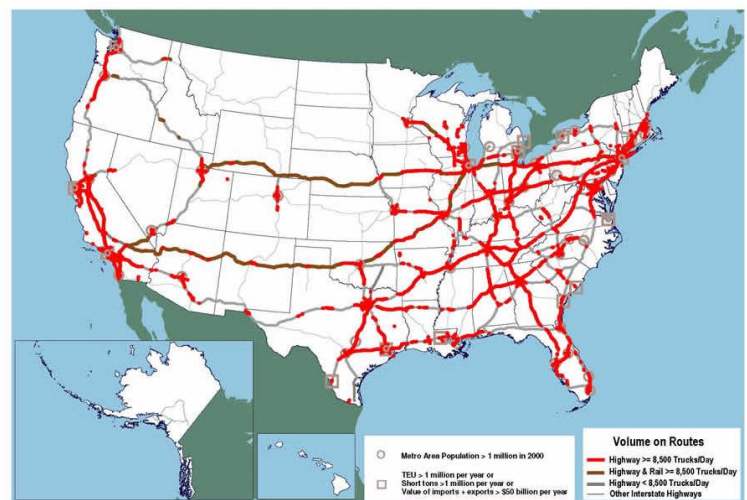 Metro Area Population > 1 million in 2000
TEU > 1 million per year or
Short tons >1 million per year or
Value of imports + exports > $50 billion per year
Volume on Routes
Highway >= 8,500 Trucks/Day
Highway & Rail >= 8,500 Trucks/Day
Highway < 8,500 Trucks/Day
Other Interstate Highways